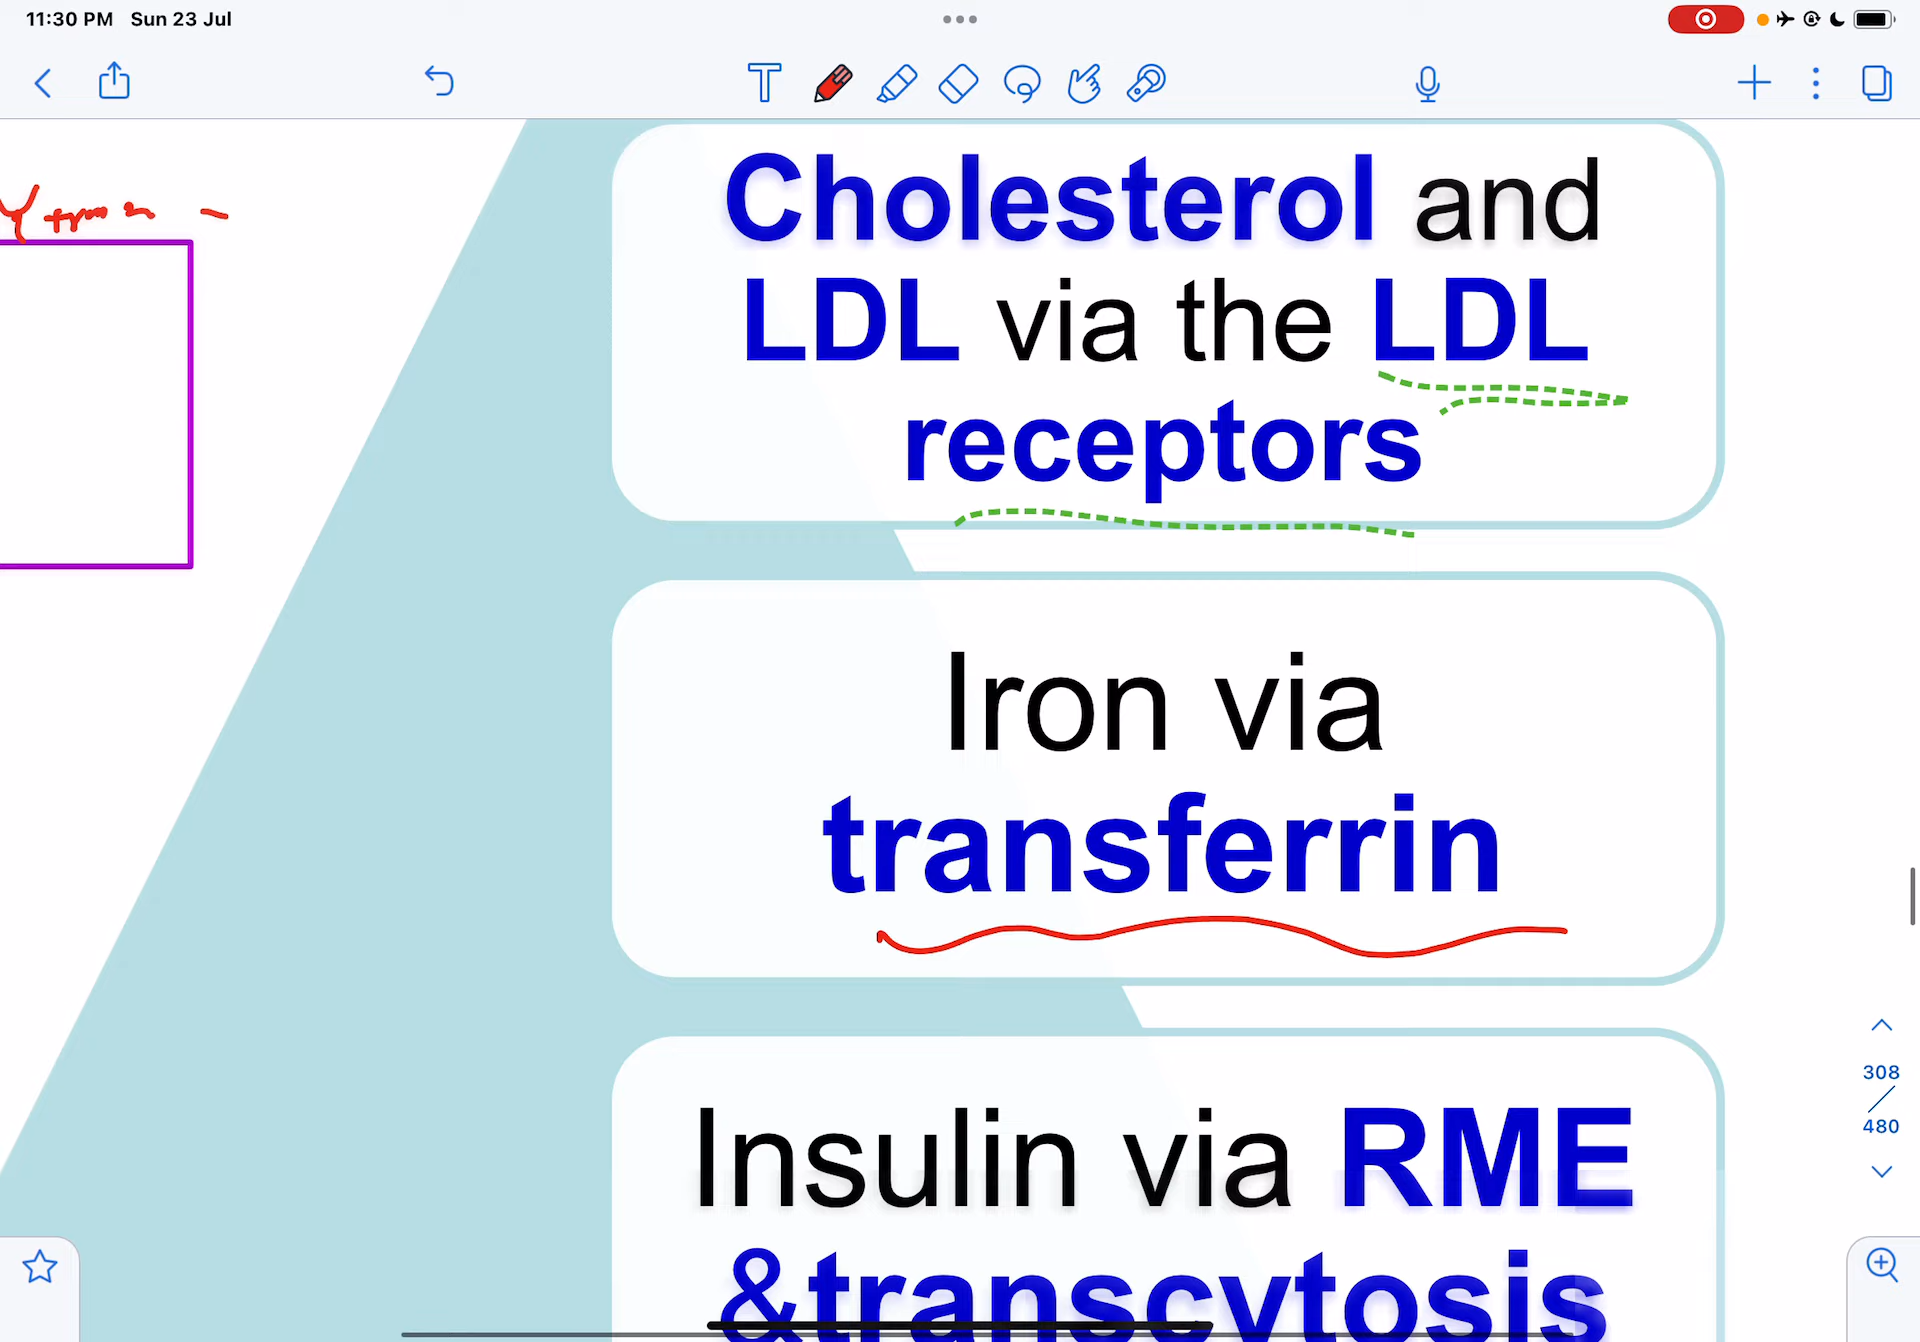 11:30 PM Sun 23 Jul
Cholesterol and
LDL via the LDL
receptors
Iron via
transferrin
Insulin via RME
&transcytosis
308
480